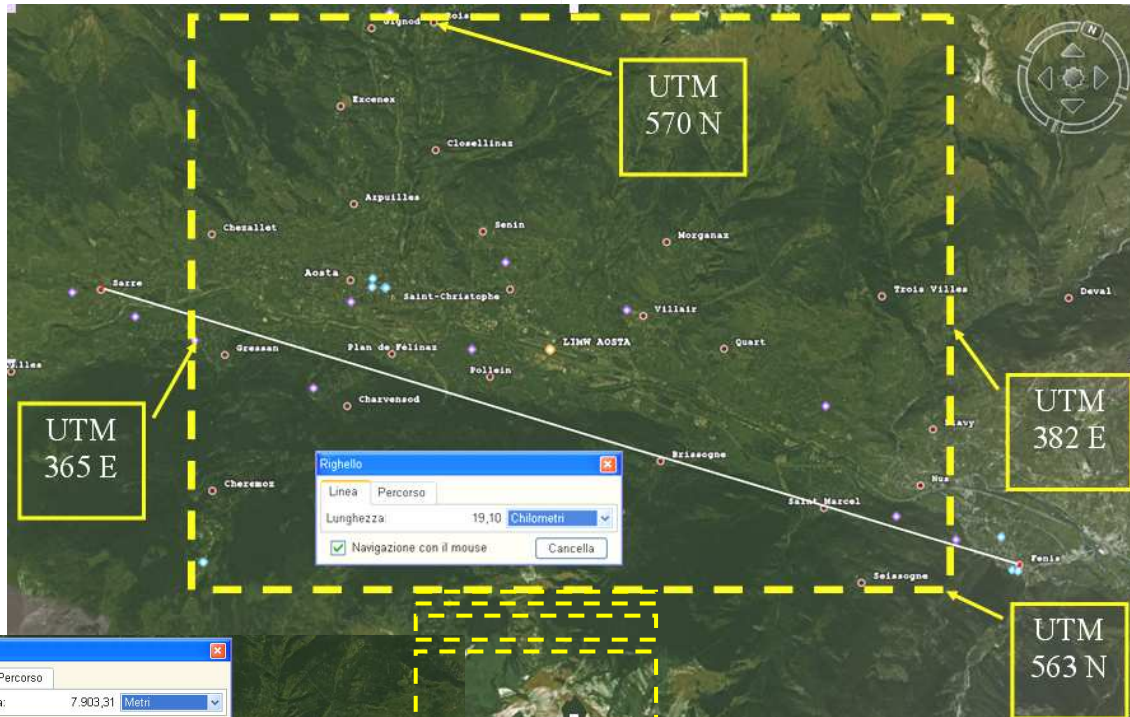 Gignod
UTM
570 N
N
Excenex
Closellinaz
Arpuilles
Senin
Chezallet
Morganaz
Aosta
Sarre
Saint-Christophe
Trois Villes
Deval
Villair
LIMW AOSTA
Gressan
Plan de Félinaz
Quart
Pollein
UTM
365 E
Charvensod
UTM
382 E
Brissogne
Righello
Linea Percorso
Lunghezza: 19,10 Chilometri
Navigazione con il mouse Cancella
Cheremoz
Nus
Saint Marcel
Fenis
Seissogne
UTM
563 N
7.903,31 Metri